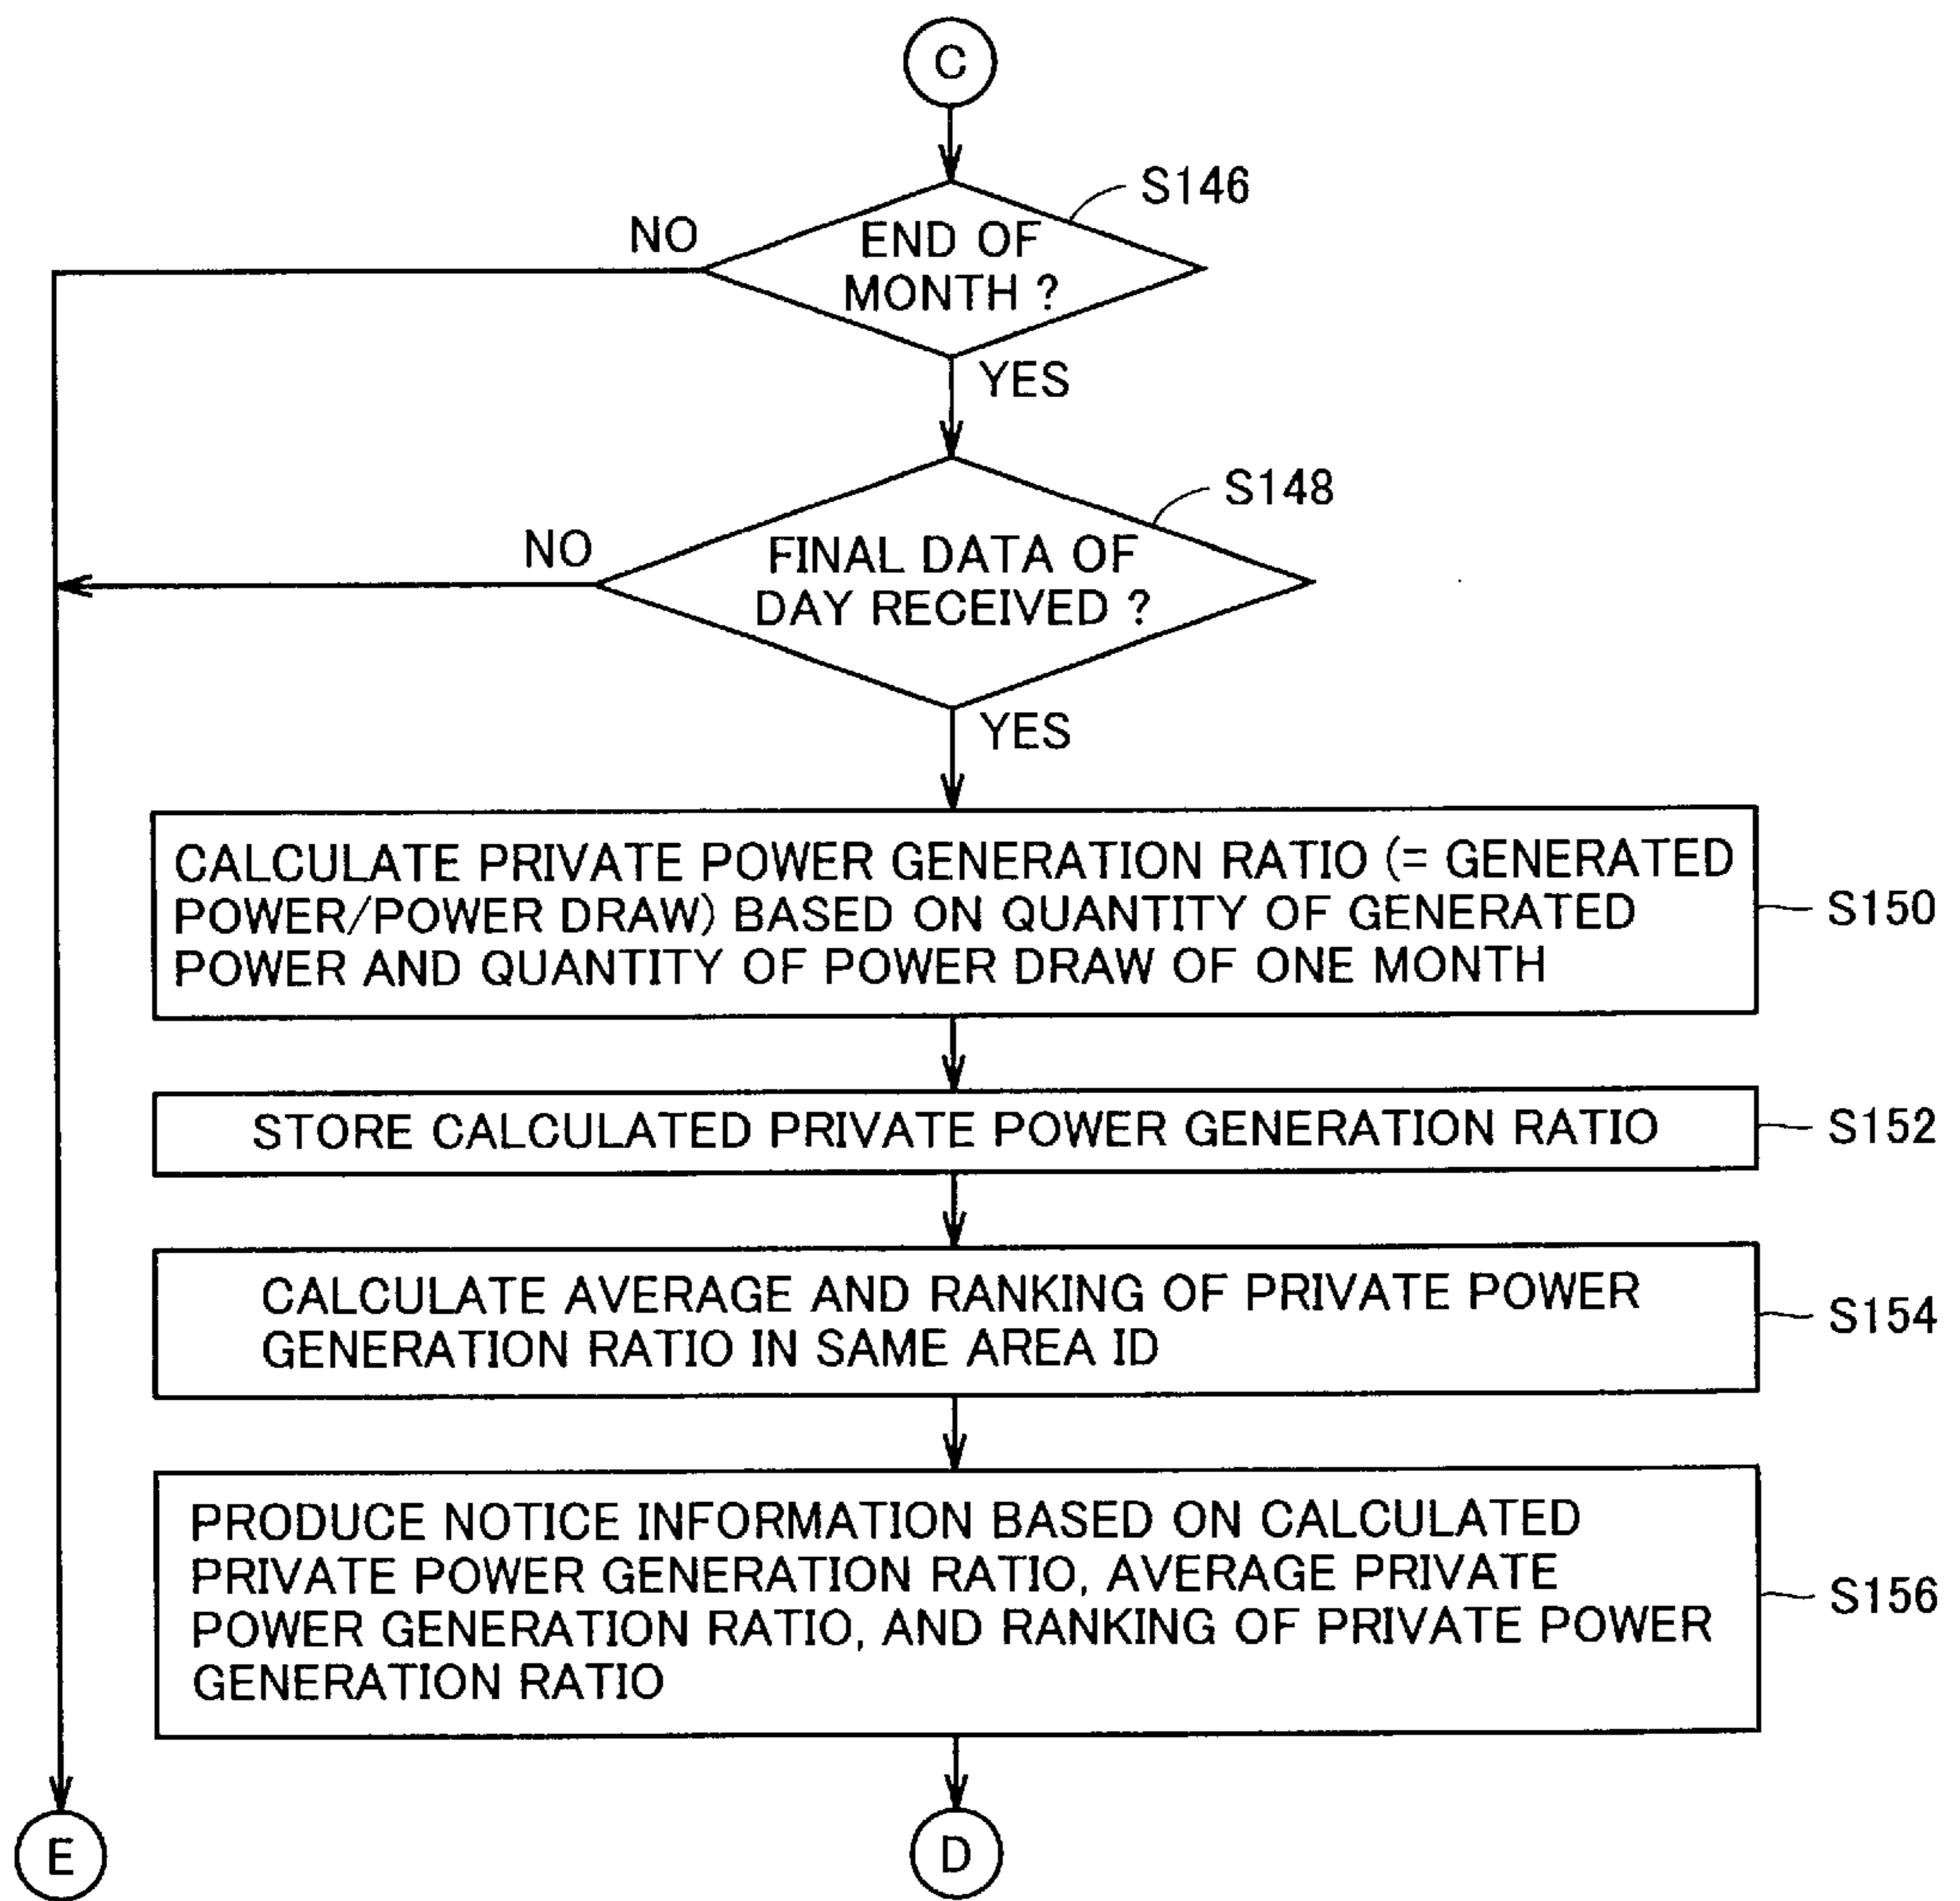 C
S146
NO
END OF
MONTH ?
YES
S148
NO
FINAL DATA OF
DAY RECEIVED ?
YES
CALCULATE PRIVATE POWER GENERATION RATIO (= GENERATED
POWER/POWER DRAW) BASED ON QUANTITY OF GENERATED
POWER AND QUANTITY OF POWER DRAW OF ONE MONTH
S150
STORE CALCULATED PRIVATE POWER GENERATION RATIO
S152
CALCULATE AVERAGE AND RANKING OF PRIVATE POWER
GENERATION RATIO IN SAME AREA ID
S154
PRODUCE NOTICE INFORMATION BASED ON CALCULATED
PRIVATE POWER GENERATION RATIO, AVERAGE PRIVATE
POWER GENERATION RATIO, AND RANKING OF PRIVATE POWER
GENERATION RATIO
S156
E
D